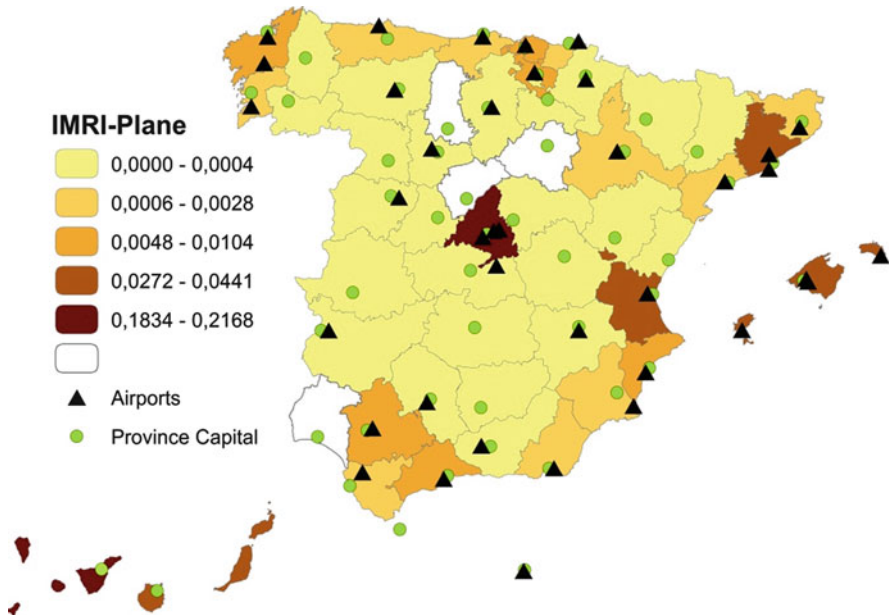 IMRI-Plane
0,0000 - 0,0004
0,0006 - 0,0028
0,0048 - 0,0104
0,0272 - 0,0441
0,1834 - 0,2168
Airports
Province Capital